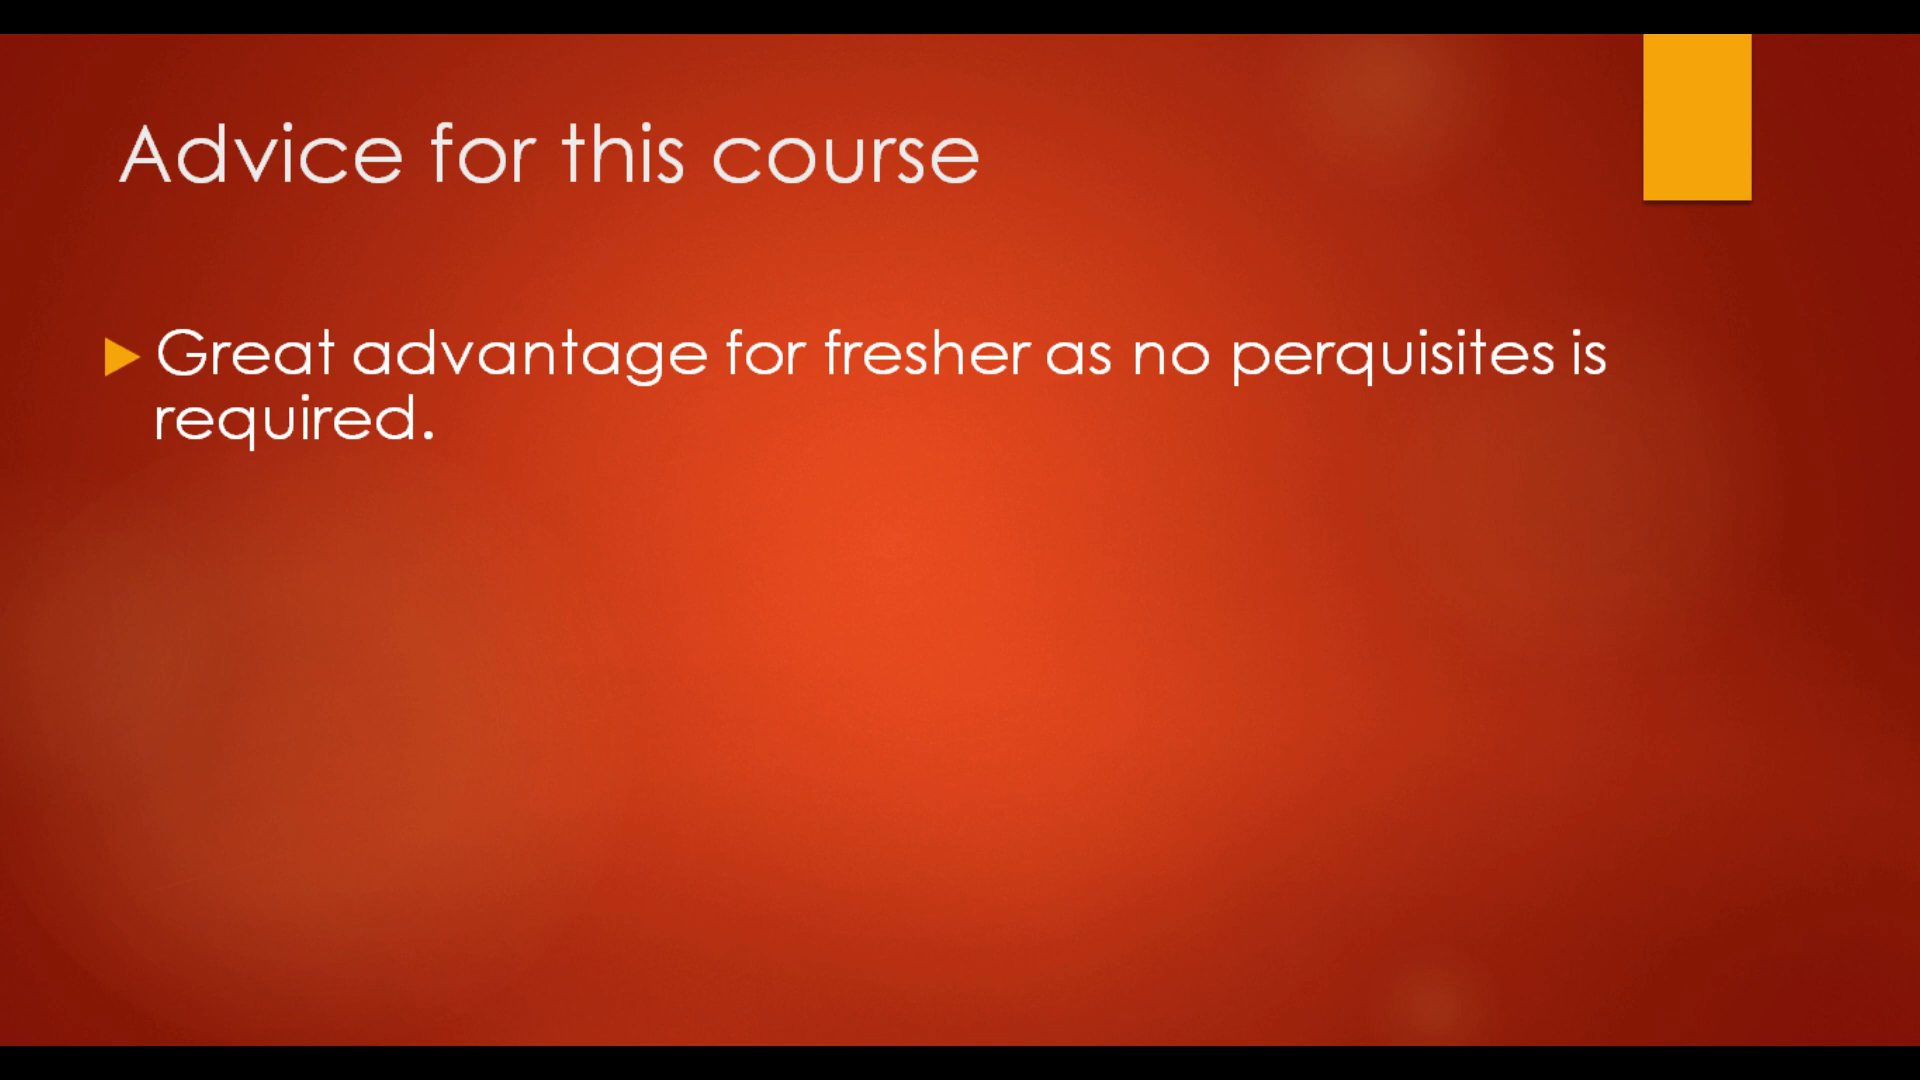 Advice for this course
Great advantage for fresher as no perquisites is
required.